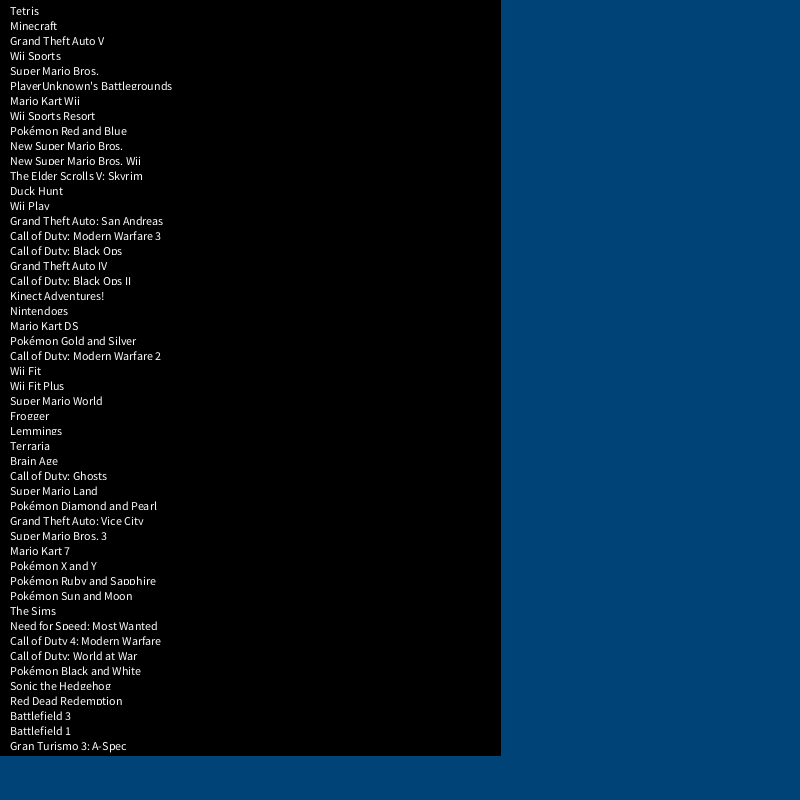 Tetris
Minecraft
Grand Theft Auto V
Wii Sports
Super Mario Bros.
PlayerUnknown's Battlegrounds
Mario Kart Wii
Wii Sports Resort
Pokémon Red and Blue
New Super Mario Bros.
New Super Mario Bros. Wii
The Elder Scrolls V: Skyrim
Duck Hunt
Wii Play
Grand Theft Auto: San Andreas
Call of Duty: Modern Warfare 3
Call of Duty: Black Ops
Grand Theft Auto IV
Call of Duty: Black Ops II
Kinect Adventures!
Nintendogs
Mario Kart DS
Pokémon Gold and Silver
Call of Duty: Modern Warfare 2
Wii Fit
Wii Fit Plus
Super Mario World
Frogger
Lemmings
Terraria
Brain Age
Call of Duty: Ghosts
Super Mario Land
Pokémon Diamond and Pearl
Grand Theft Auto: Vice City
Super Mario Bros. 3
Mario Kart 7
Pokémon X and Y
Pokémon Ruby and Sapphire
Pokémon Sun and Moon
The Sims
Need for Speed: Most Wanted
Call of Duty 4: Modern Warfare
Call of Duty: World at War
Pokémon Black and White
Sonic the Hedgehog
Red Dead Redemption
Battlefield 3
Battlefield 1
Gran Turismo 3: A-Spec